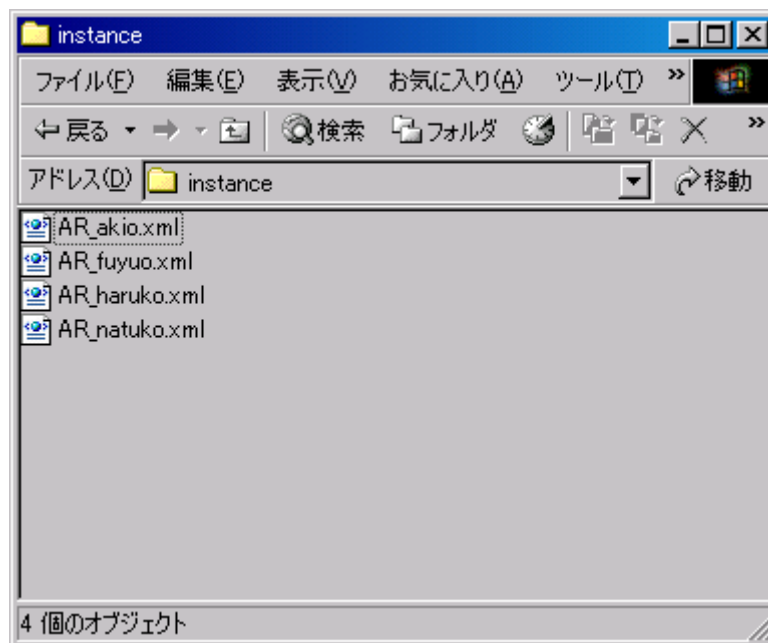 instance
ファイル(F) 編集(E) 表示(V) お気に入り(A) ツール(T) »
戻る 検索 フォルダ »
アドレス(D) instance 移動
AR_akio.xml
AR_fuyuo.xml
AR_haruko.xml
AR_natuko.xml
4 個のオブジェクト